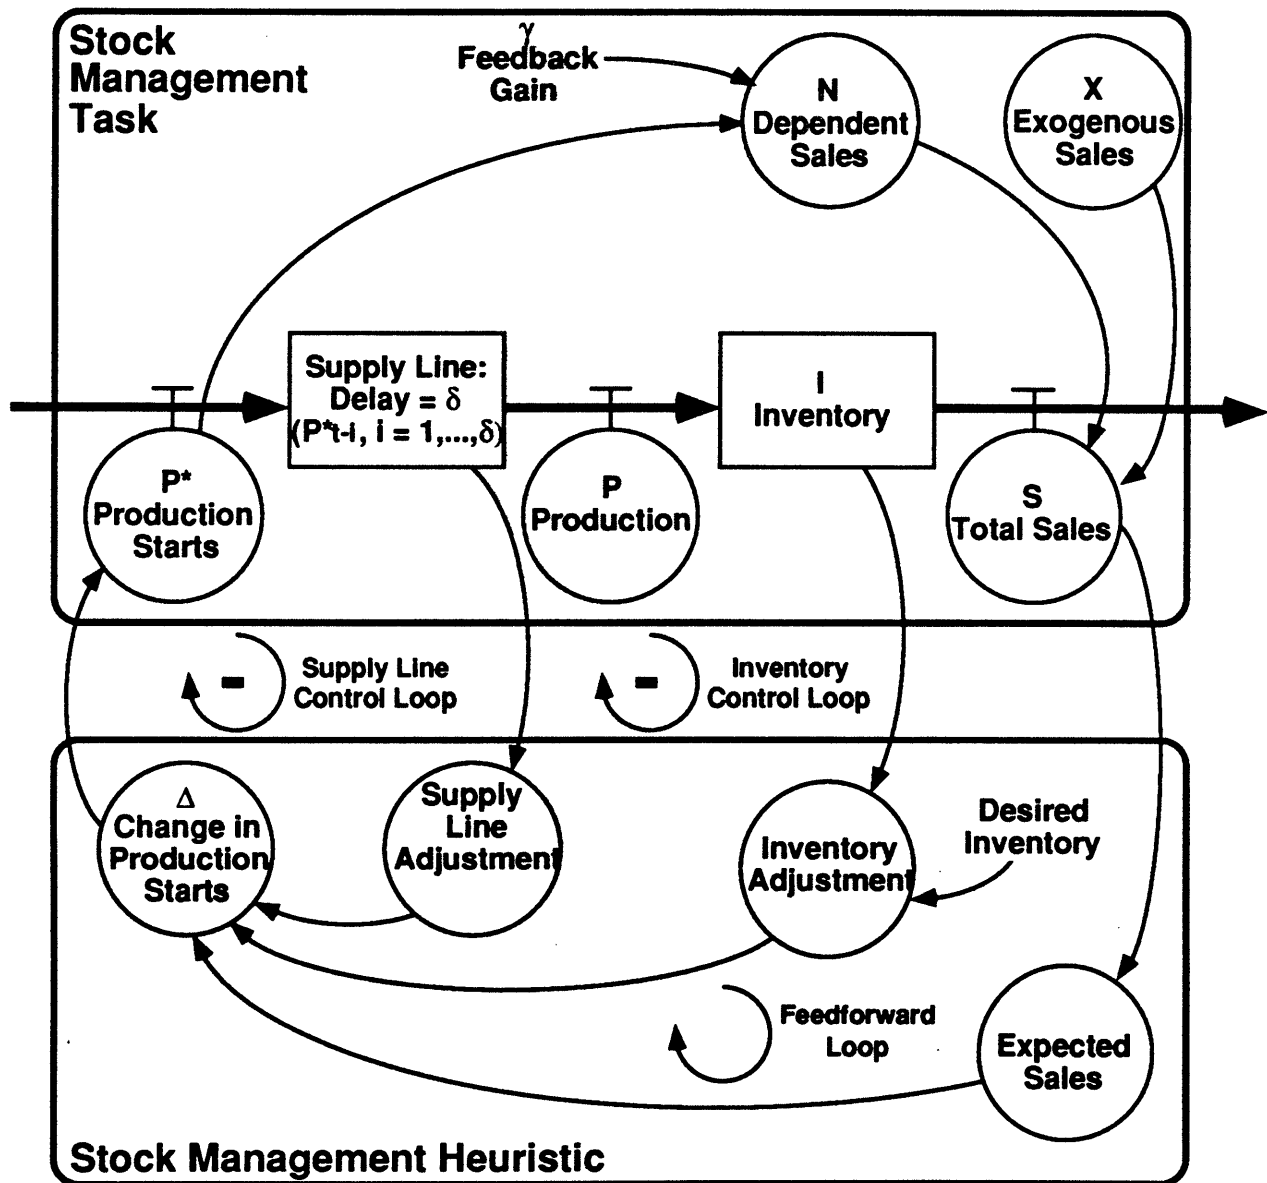 Stock
Management
Task
γ
Feedback
Gain
N
Dependent
Sales
X
Exogenous
Sales
Supply Line:
Delay = δ
(P*t-i, i = 1,...,δ)
I
Inventory
P*
Production
Starts
P
Production
S
Total Sales
-
Supply Line
Control Loop
-
Inventory
Control Loop
Δ
Change in
Production
Starts
Supply
Line
Adjustment
Inventory
Adjustment
Desired
Inventory
Feedforward
Loop
Expected
Sales
Stock Management Heuristic